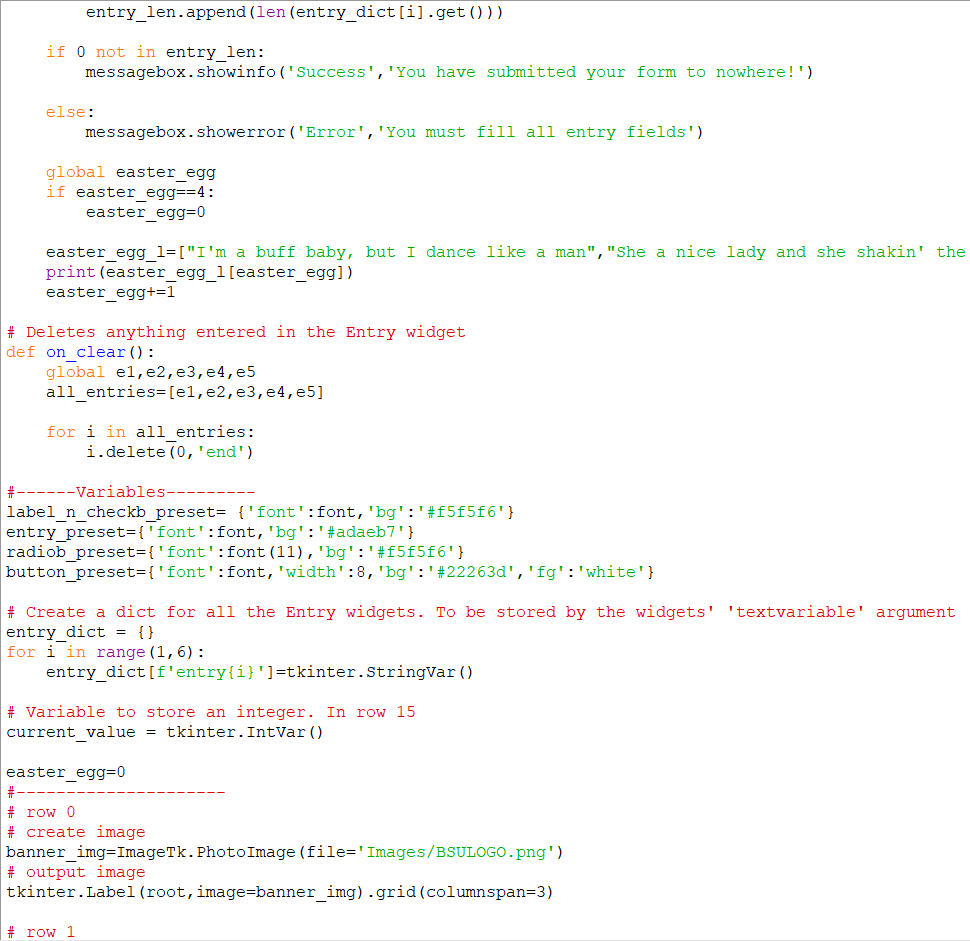 entry_len.append(len(entry_dict[i].get()))

    if 0 not in entry_len:
        messagebox.showinfo('Success','You have submitted your form to nowhere!')

    else:
        messagebox.showerror('Error','You must fill all entry fields')

    global easter_egg
    if easter_egg==4:
        easter_egg=0

    easter_egg_l=["I'm a buff baby, but I dance like a man","She a nice lady and she shakin' the
    print(easter_egg_l[easter_egg])
    easter_egg+=1

# Deletes anything entered in the Entry widget
def on_clear():
    global e1,e2,e3,e4,e5
    all_entries=[e1,e2,e3,e4,e5]

    for i in all_entries:
        i.delete(0,'end')

#------Variables---------
label_n_checkb_preset= {'font':font,'bg':'#f5f5f6'}
entry_preset={'font':font,'bg':'#adaeb7'}
radiob_preset={'font':font(11),'bg':'#f5f5f6'}
button_preset={'font':font,'width':8,'bg':'#22263d','fg':'white'}

# Create a dict for all the Entry widgets. To be stored by the widgets' 'textvariable' argument
entry_dict = {}
for i in range(1,6):
    entry_dict[f'entry{i}']=tkinter.StringVar()

# Variable to store an integer. In row 15
current_value = tkinter.IntVar()

easter_egg=0
#---------------------
# row 0
# create image
banner_img=ImageTk.PhotoImage(file='Images/BSULOGO.png')
# output image
tkinter.Label(root,image=banner_img).grid(columnspan=3)

# row 1